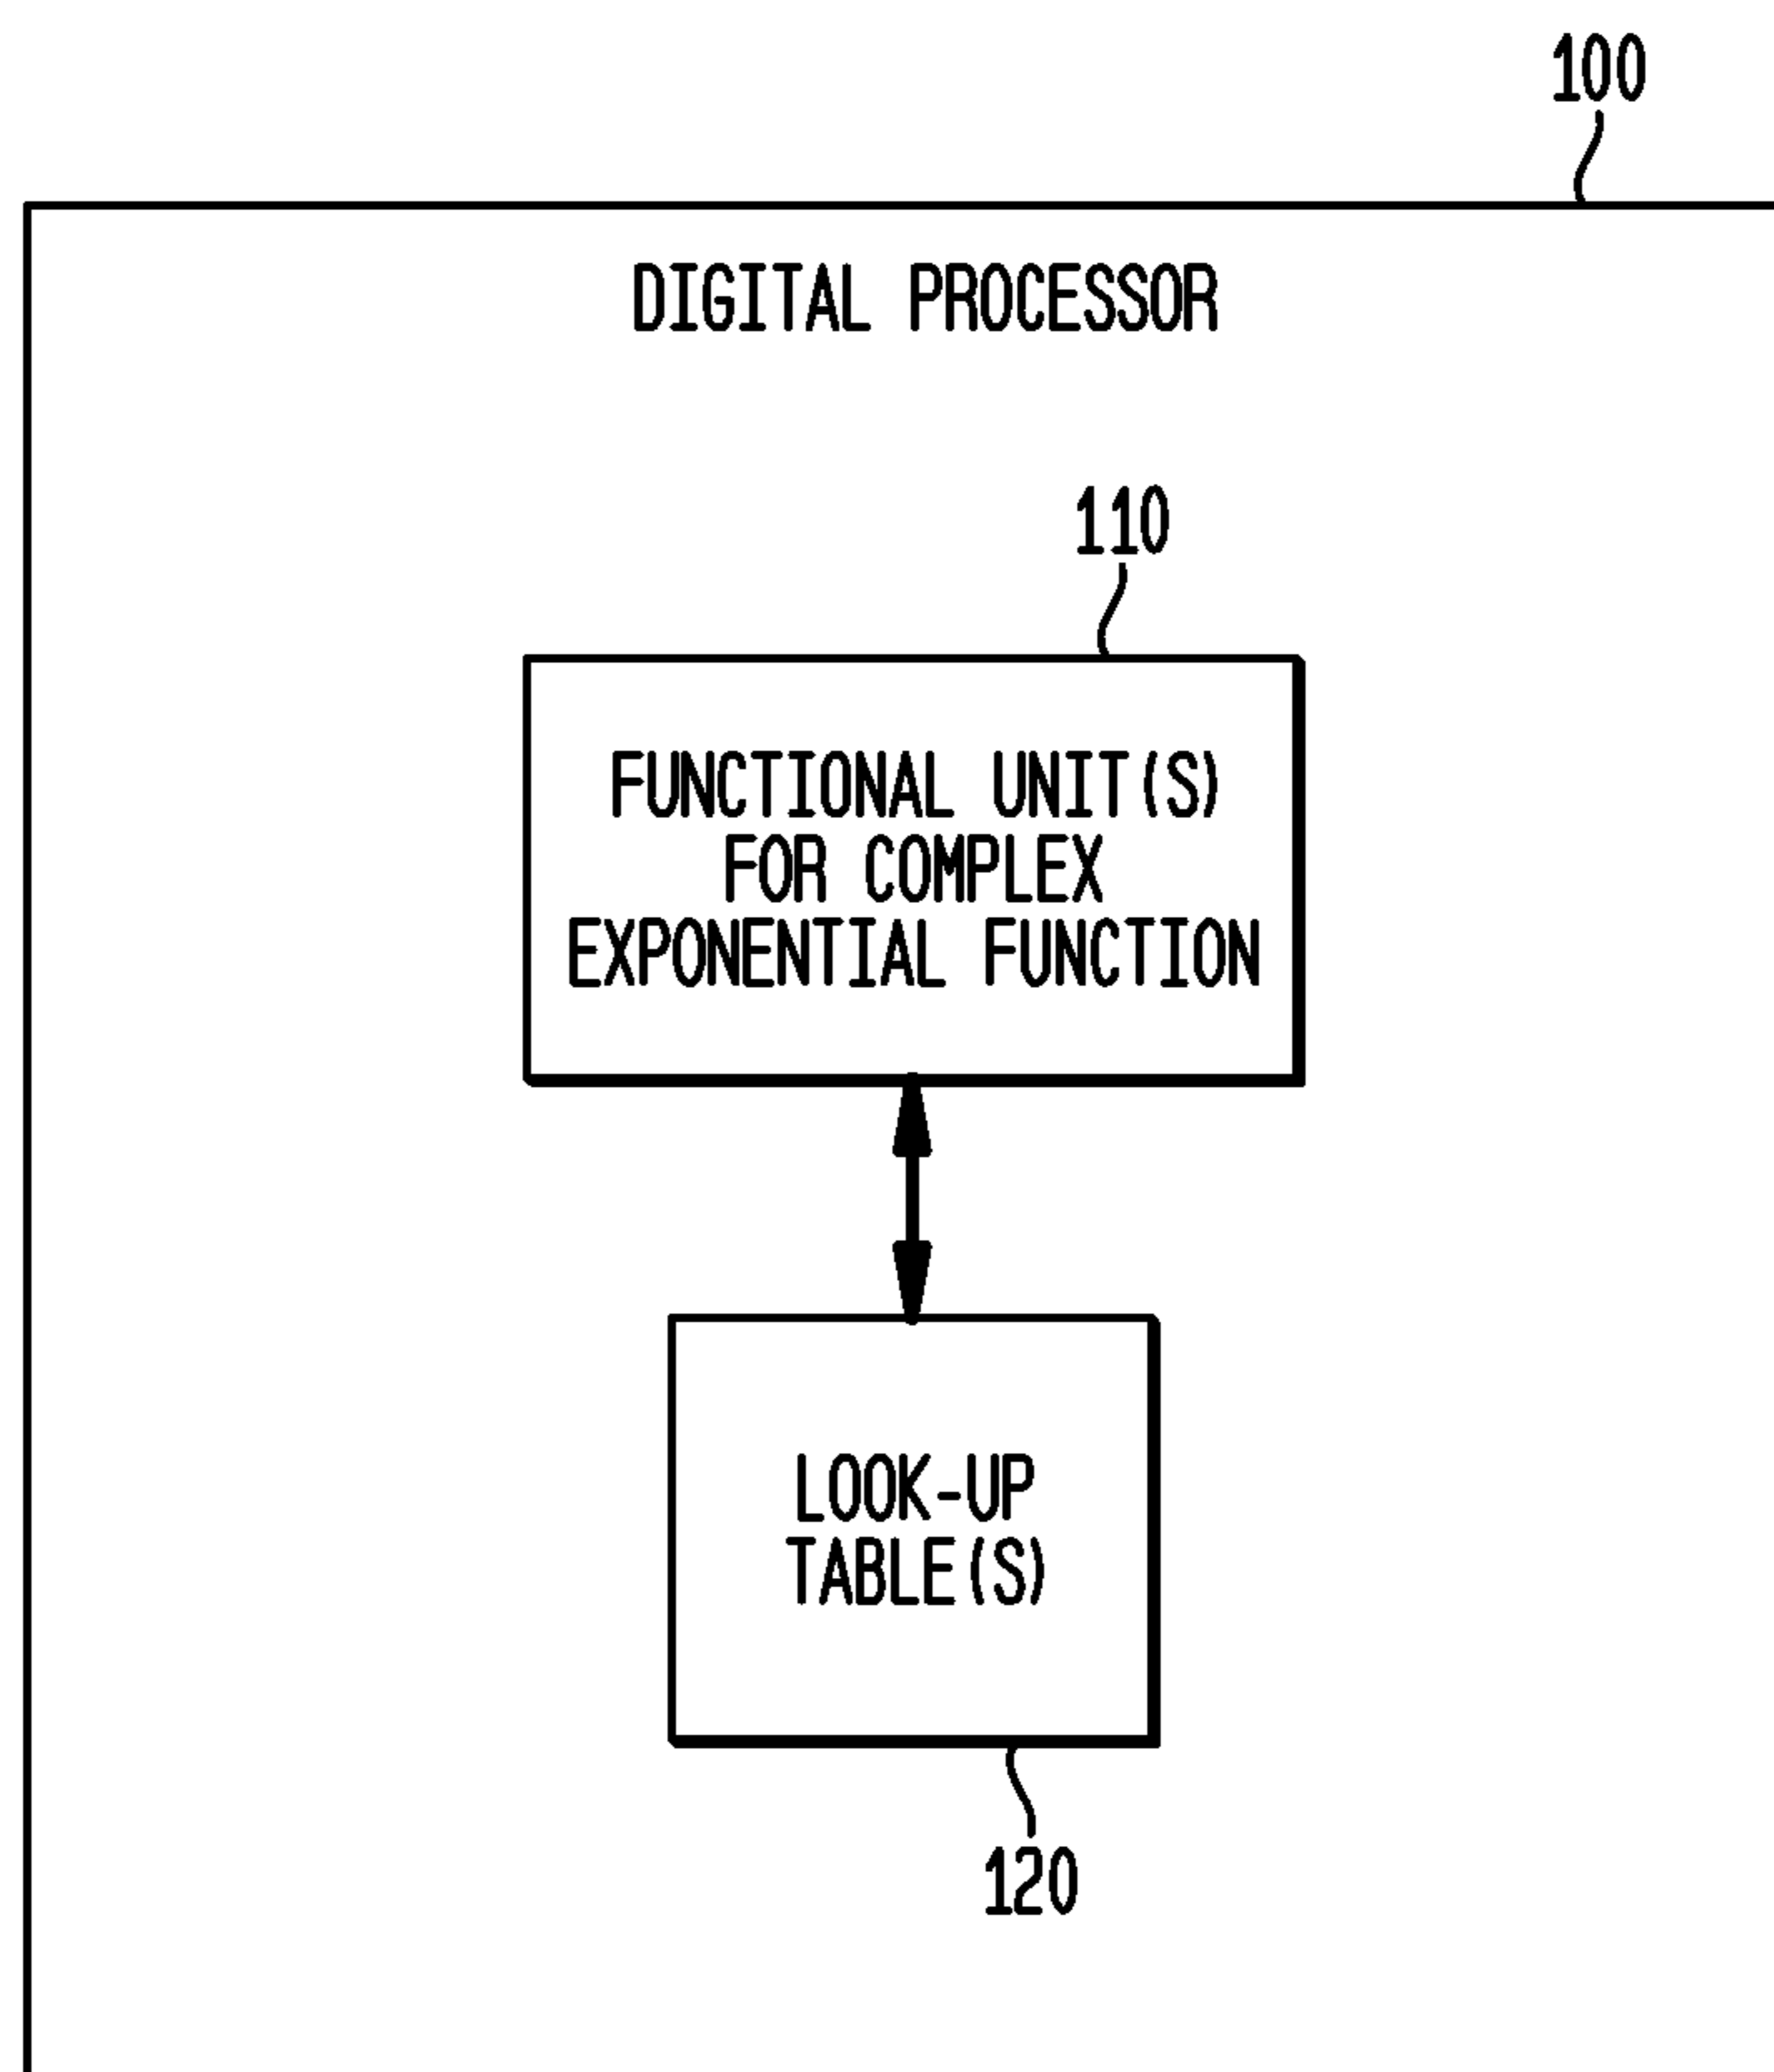 100
DIGITAL PROCESSOR
110
FUNCTIONAL UNIT(S)
FOR COMPLEX
EXPONENTIAL FUNCTION
LOOK-UP
TABLE(S)
120